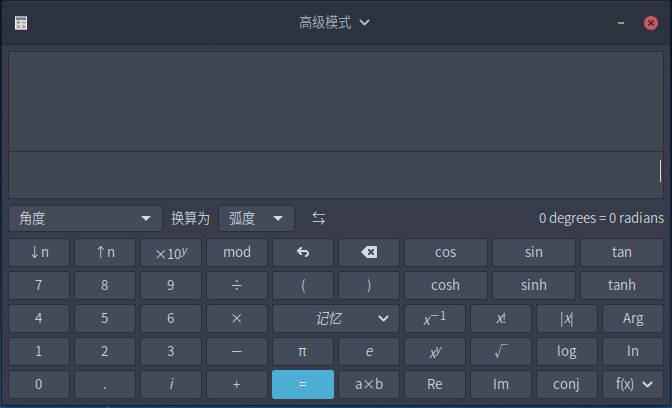 高级模式
角度 换算为 弧度 ⇆ 0 degrees = 0 radians
↓n ↑n ×10ʸ mod cos sin tan
7 8 9 ÷ ( ) cosh sinh tanh
4 5 6 × 记忆 x⁻¹ x! |x| Arg
1 2 3 − π e xʸ √ log ln
0 . i + = a×b Re Im conj f(x)